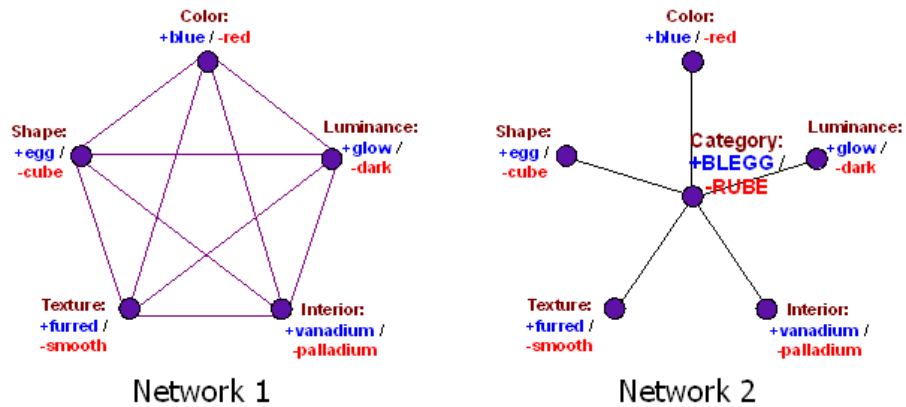 Color:
+blue / -red
Shape:
+egg /
-cube
Luminance:
+glow /
-dark
Texture:
+furred /
-smooth
Interior:
+vanadium /
-palladium
Network 1
Color:
+blue / -red
Shape:
+egg /
-cube
Category:
+BLEGG /
-RUBE
Luminance:
+glow /
-dark
Texture:
+furred /
-smooth
Interior:
+vanadium /
-palladium
Network 2